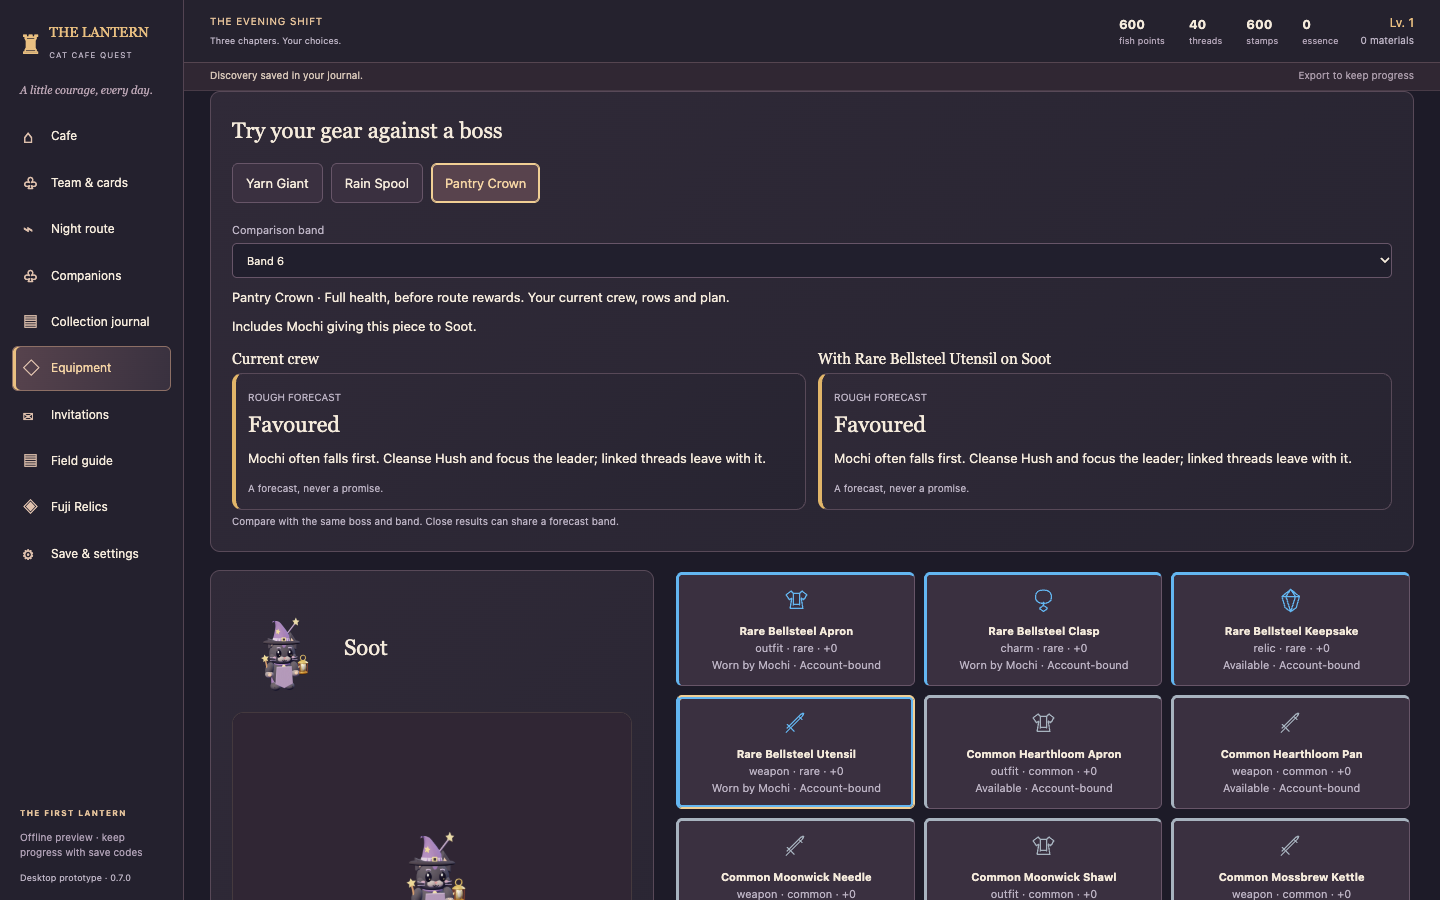 THE LANTERN
CAT CAFE QUEST
A little courage, every day.
Cafe
Team & cards
Night route
Companions
Collection journal
Equipment
Invitations
Field guide
Fuji Relics
Save & settings
THE FIRST LANTERN
Offline preview · keep
progress with save codes
Desktop prototype · 0.7.0
THE EVENING SHIFT
Three chapters. Your choices.
600
fish points
40
threads
600
stamps
0
essence
Lv. 1
0 materials
Discovery saved in your journal.
Export to keep progress
Try your gear against a boss
Yarn Giant
Rain Spool
Pantry Crown
Comparison band
Band 6
Pantry Crown · Full health, before route rewards. Your current crew, rows and plan.
Includes Mochi giving this piece to Soot.
Current crew
ROUGH FORECAST
Favoured
Mochi often falls first. Cleanse Hush and focus the leader; linked threads leave with it.
A forecast, never a promise.
With Rare Bellsteel Utensil on Soot
ROUGH FORECAST
Favoured
Mochi often falls first. Cleanse Hush and focus the leader; linked threads leave with it.
A forecast, never a promise.
Compare with the same boss and band. Close results can share a forecast band.
Soot
Rare Bellsteel Apron
outfit · rare · +0
Worn by Mochi · Account-bound
Rare Bellsteel Clasp
charm · rare · +0
Worn by Mochi · Account-bound
Rare Bellsteel Keepsake
relic · rare · +0
Available · Account-bound
Rare Bellsteel Utensil
weapon · rare · +0
Worn by Mochi · Account-bound
Common Hearthloom Apron
outfit · common · +0
Available · Account-bound
Common Hearthloom Pan
weapon · common · +0
Available · Account-bound
Common Moonwick Needle
weapon · common · +0
Common Moonwick Shawl
outfit · common · +0
Common Mossbrew Kettle
weapon · common · +0